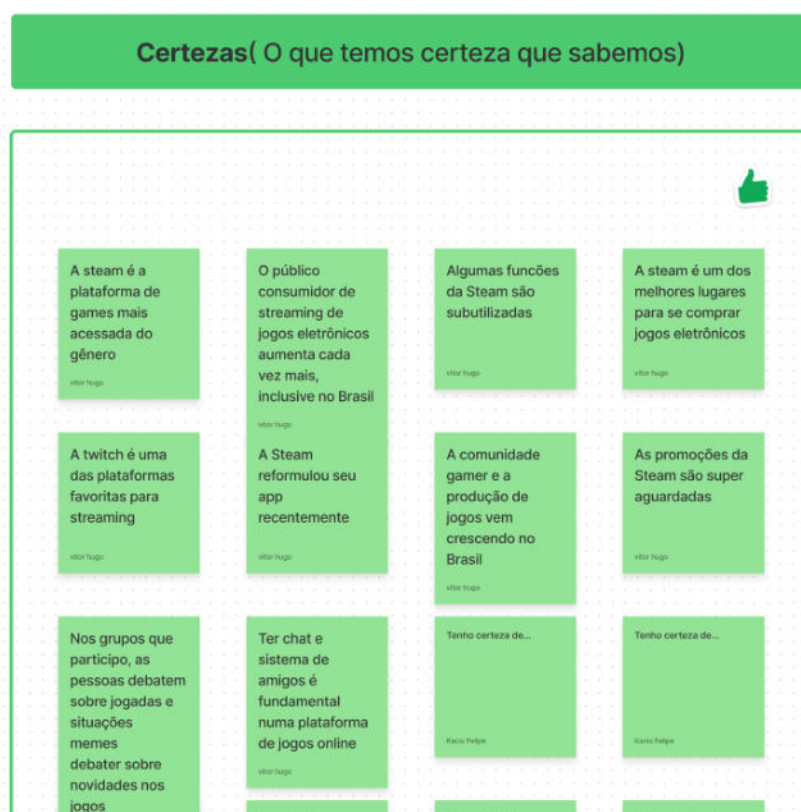 Certezas( O que temos certeza que sabemos)
A steam é a
plataforma de
games mais
acessada do
gênero
vitor hugo
O público
consumidor de
streaming de
jogos eletrônicos
aumenta cada
vez mais,
inclusive no Brasil
vitor hugo
Algumas funcões
da Steam são
subutilizadas
vitor hugo
A steam é um dos
melhores lugares
para se comprar
jogos eletrônicos
vitor hugo
A twitch é uma
das plataformas
favoritas para
streaming
vitor hugo
A Steam
reformulou seu
app
recentemente
vitor hugo
A comunidade
gamer e a
produção de
jogos vem
crescendo no
Brasil
vitor hugo
As promoções da
Steam são super
aguardadas
vitor hugo
Nos grupos que
participo, as
pessoas debatem
sobre jogadas e
situações
memes
debater sobre
novidades nos
jogos
Ter chat e
sistema de
amigos é
fundamental
numa plataforma
de jogos online
vitor hugo
Tenho certeza de...
Felipe
Tenho certeza de...
Felipe